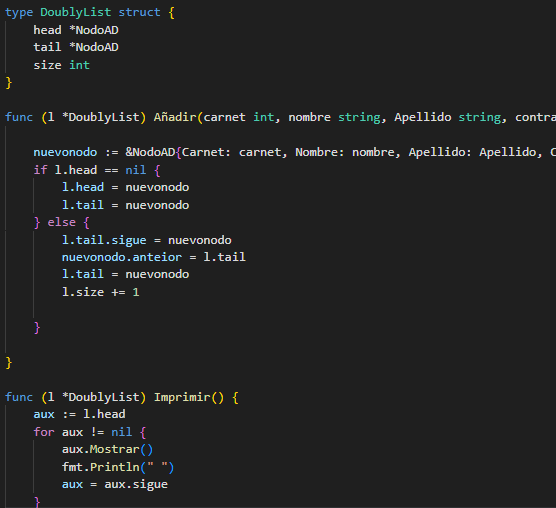 type DoublyList struct {
    head *NodoAD
    tail *NodoAD
    size int
}
func (l *DoublyList) Añadir(carnet int, nombre string, Apellido string, contra
    nuevonodo := &NodoAD{Carnet: carnet, Nombre: nombre, Apellido: Apellido, C
    if l.head == nil {
        l.head = nuevonodo
        l.tail = nuevonodo
    } else {
        l.tail.sigue = nuevonodo
        nuevonodo.anteior = l.tail
        l.tail = nuevonodo
        l.size += 1
    }
}
func (l *DoublyList) Imprimir() {
    aux := l.head
    for aux != nil {
        aux.Mostrar()
        fmt.Println(" ")
        aux = aux.sigue
    }